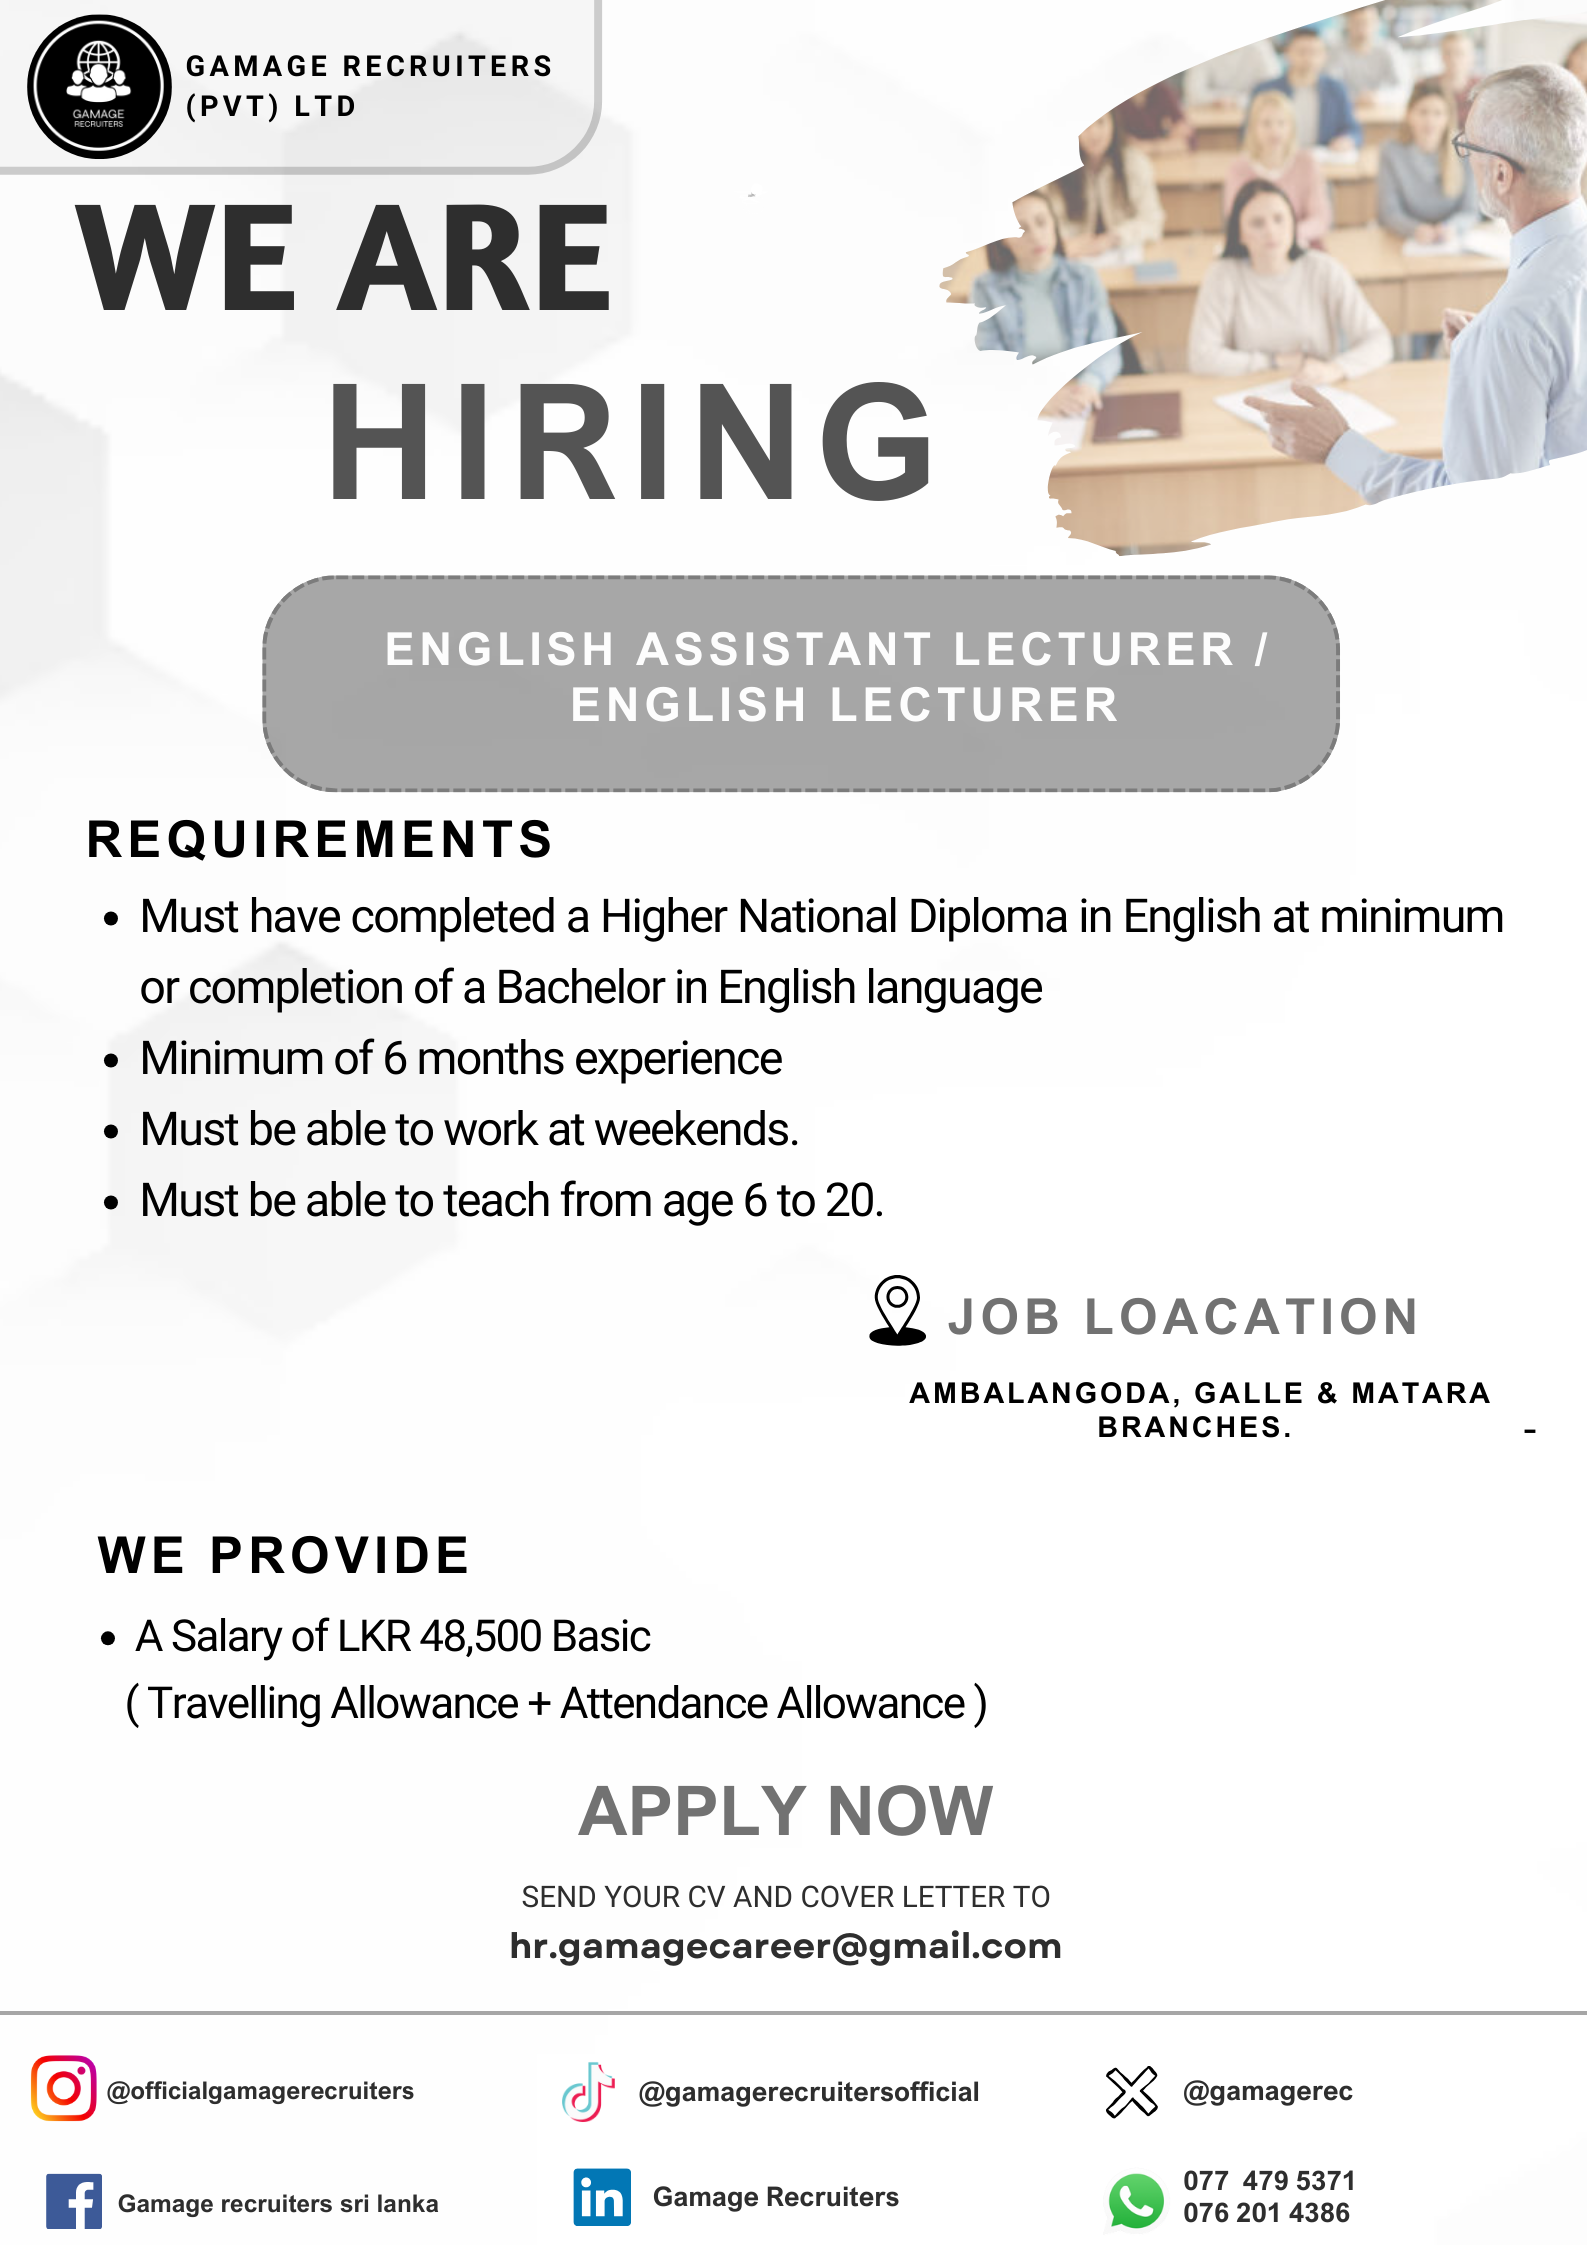 GAMAGE
RECRUITERS
GAMAGE RECRUITERS
(PVT) LTD
WE ARE
HIRING
ENGLISH ASSISTANT LECTURER /
ENGLISH LECTURER
REQUIREMENTS
• Must have completed a Higher National Diploma in English at minimum
or completion of a Bachelor in English language
• Minimum of 6 months experience
• Must be able to work at weekends.
• Must be able to teach from age 6 to 20.
JOB LOACATION
AMBALANGODA, GALLE & MATARA
BRANCHES. -
WE PROVIDE
• A Salary of LKR 48,500 Basic
( Travelling Allowance + Attendance Allowance )
APPLY NOW
SEND YOUR CV AND COVER LETTER TO
hr.gamagecareer@gmail.com
@officialgamagerecruiters
@gamagerecruitersofficial
@gamagerec
Gamage recruiters sri lanka
Gamage Recruiters
077 479 5371
076 201 4386